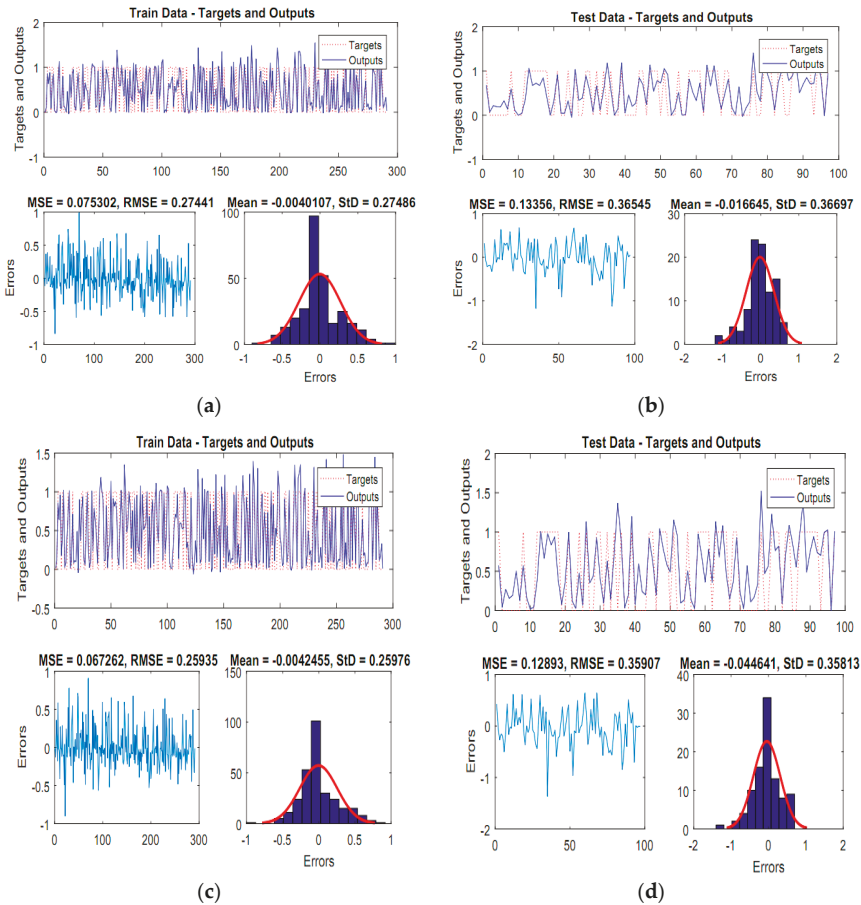 Train Data - Targets and Outputs
Targets and Outputs
2
1
0
-1
Targets
Outputs
0 50 100 150 200 250 300
MSE = 0.075302, RMSE = 0.27441
Errors
1
0.5
0
-0.5
-1
0 100 200 300
Mean = -0.0040107, StD = 0.27486
100
50
0
-1 -0.5 0 0.5 1
Errors
(a)
Test Data - Targets and Outputs
Targets and Outputs
2
1
0
-1
Targets
Outputs
0 10 20 30 40 50 60 70 80 90 100
MSE = 0.13356, RMSE = 0.36545
Errors
1
0
-1
-2
0 50 100
Mean = -0.016645, StD = 0.36697
30
20
10
0
-2 -1 0 1 2
Errors
(b)
Train Data - Targets and Outputs
Targets and Outputs
1.5
1
0.5
0
-0.5
Targets
Outputs
0 50 100 150 200 250 300
MSE = 0.067262, RMSE = 0.25935
Errors
1
0.5
0
-0.5
-1
0 100 200 300
Mean = -0.0042455, StD = 0.25976
150
100
50
0
-1 -0.5 0 0.5 1
Errors
(c)
Test Data - Targets and Outputs
Targets and Outputs
2
1.5
1
0.5
0
Targets
Outputs
0 10 20 30 40 50 60 70 80 90 100
MSE = 0.12893, RMSE = 0.35907
Errors
1
0
-1
-2
0 50 100
Mean = -0.044641, StD = 0.35813
40
30
20
10
0
-2 -1 0 1 2
Errors
(d)